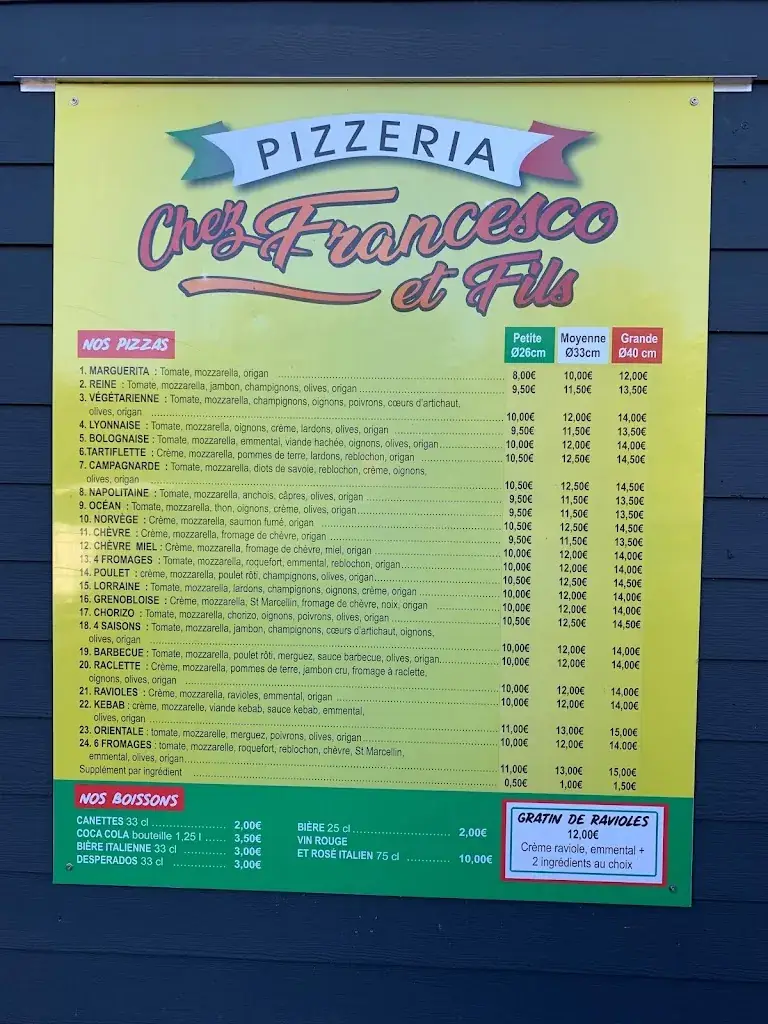 PIZZERIA
Chez Francesco
et Fils
NOS PIZZAS
Petite Moyenne Grande
Ø26cm Ø33cm Ø40 cm
1. MARGUERITA : Tomate, mozzarella, origan 8,00€ 10,00€ 12,00€
2. REINE : Tomate, mozzarella, jambon, champignons, olives, origan 9,50€ 11,50€ 13,50€
3. VÉGÉTARIENNE : Tomate, mozzarella, champignons, oignons, poivrons, cœurs d'artichaut,
olives, origan 10,00€ 12,00€ 14,00€
4. LYONNAISE : Tomate, mozzarella, oignons, crème, lardons, olives, origan 9,50€ 11,50€ 13,50€
5. BOLOGNAISE : Tomate, mozzarella, emmental, viande hachée, oignons, olives, origan 10,00€ 12,00€ 14,00€
6.TARTIFLETTE : Crème, mozzarella, pommes de terre, lardons, reblochon, origan 10,50€ 12,50€ 14,50€
7. CAMPAGNARDE : Tomate, mozzarella, diots de savoie, reblochon, crème, oignons,
olives, origan 10,50€ 12,50€ 14,50€
8. NAPOLITAINE : Tomate, mozzarella, anchois, câpres, olives, origan 9,50€ 11,50€ 13,50€
9. OCÉAN : Tomate, mozzarella, thon, oignons, crème, olives, origan 9,50€ 11,50€ 13,50€
10. NORVÈGE : Crème, mozzarella, saumon fumé, origan 10,50€ 12,50€ 14,50€
11. CHÈVRE : Crème, mozzarella, fromage de chèvre, origan 9,50€ 11,50€ 13,50€
12. CHÈVRE MIEL : Crème, mozzarella, fromage de chèvre, miel, origan 10,00€ 12,00€ 14,00€
13. 4 FROMAGES : Tomate, mozzarella, roquefort, emmental, reblochon, origan 10,00€ 12,00€ 14,00€
14. POULET : crème, mozzarella, poulet rôti, champignons, olives, origan 10,50€ 12,50€ 14,50€
15. LORRAINE : Tomate, mozzarella, lardons, champignons, oignons, crème, origan 10,00€ 12,00€ 14,00€
16. GRENOBLOISE : Crème, mozzarella, St Marcellin, fromage de chèvre, noix, origan 10,00€ 12,00€ 14,00€
17. CHORIZO : Tomate, mozzarella, chorizo, oignons, poivrons, olives, origan 10,50€ 12,50€ 14,50€
18. 4 SAISONS : Tomate, mozzarella, jambon, champignons, cœurs d'artichaut, oignons,
olives, origan 10,00€ 12,00€ 14,00€
19. BARBECUE : Tomate, mozzarella, poulet rôti, merguez, sauce barbecue, olives, origan 10,00€ 12,00€ 14,00€
20. RACLETTE : Crème, mozzarella, pommes de terre, jambon cru, fromage à raclette,
oignons, olives, origan 10,00€ 12,00€ 14,00€
21. RAVIOLES : Crème, mozzarella, ravioles, emmental, origan 10,00€ 12,00€ 14,00€
22. KEBAB : crème, mozzarelle, viande kebab, sauce kebab, emmental,
olives, origan 11,00€ 13,00€ 15,00€
23. ORIENTALE : tomate, mozzarelle, merguez, poivrons, olives, origan 10,00€ 12,00€ 14.00€
24. 6 FROMAGES : tomate, mozzarelle, roquefort, reblochon, chèvre, St Marcellin,
emmental, olives, origan 11,00€ 13,00€ 15,00€
Supplément par ingrédient 0,50€ 1,00€ 1,50€
NOS BOISSONS
CANETTES 33 cl 2,00€
COCA COLA bouteille 1,25 l 3,50€
BIÈRE ITALIENNE 33 cl 3,00€
DESPERADOS 33 cl 3,00€
BIÈRE 25 cl 2,00€
VIN ROUGE
ET ROSÉ ITALIEN 75 cl 10,00€
GRATIN DE RAVIOLES
12,00€
Crème raviole, emmental +
2 ingrédients au choix